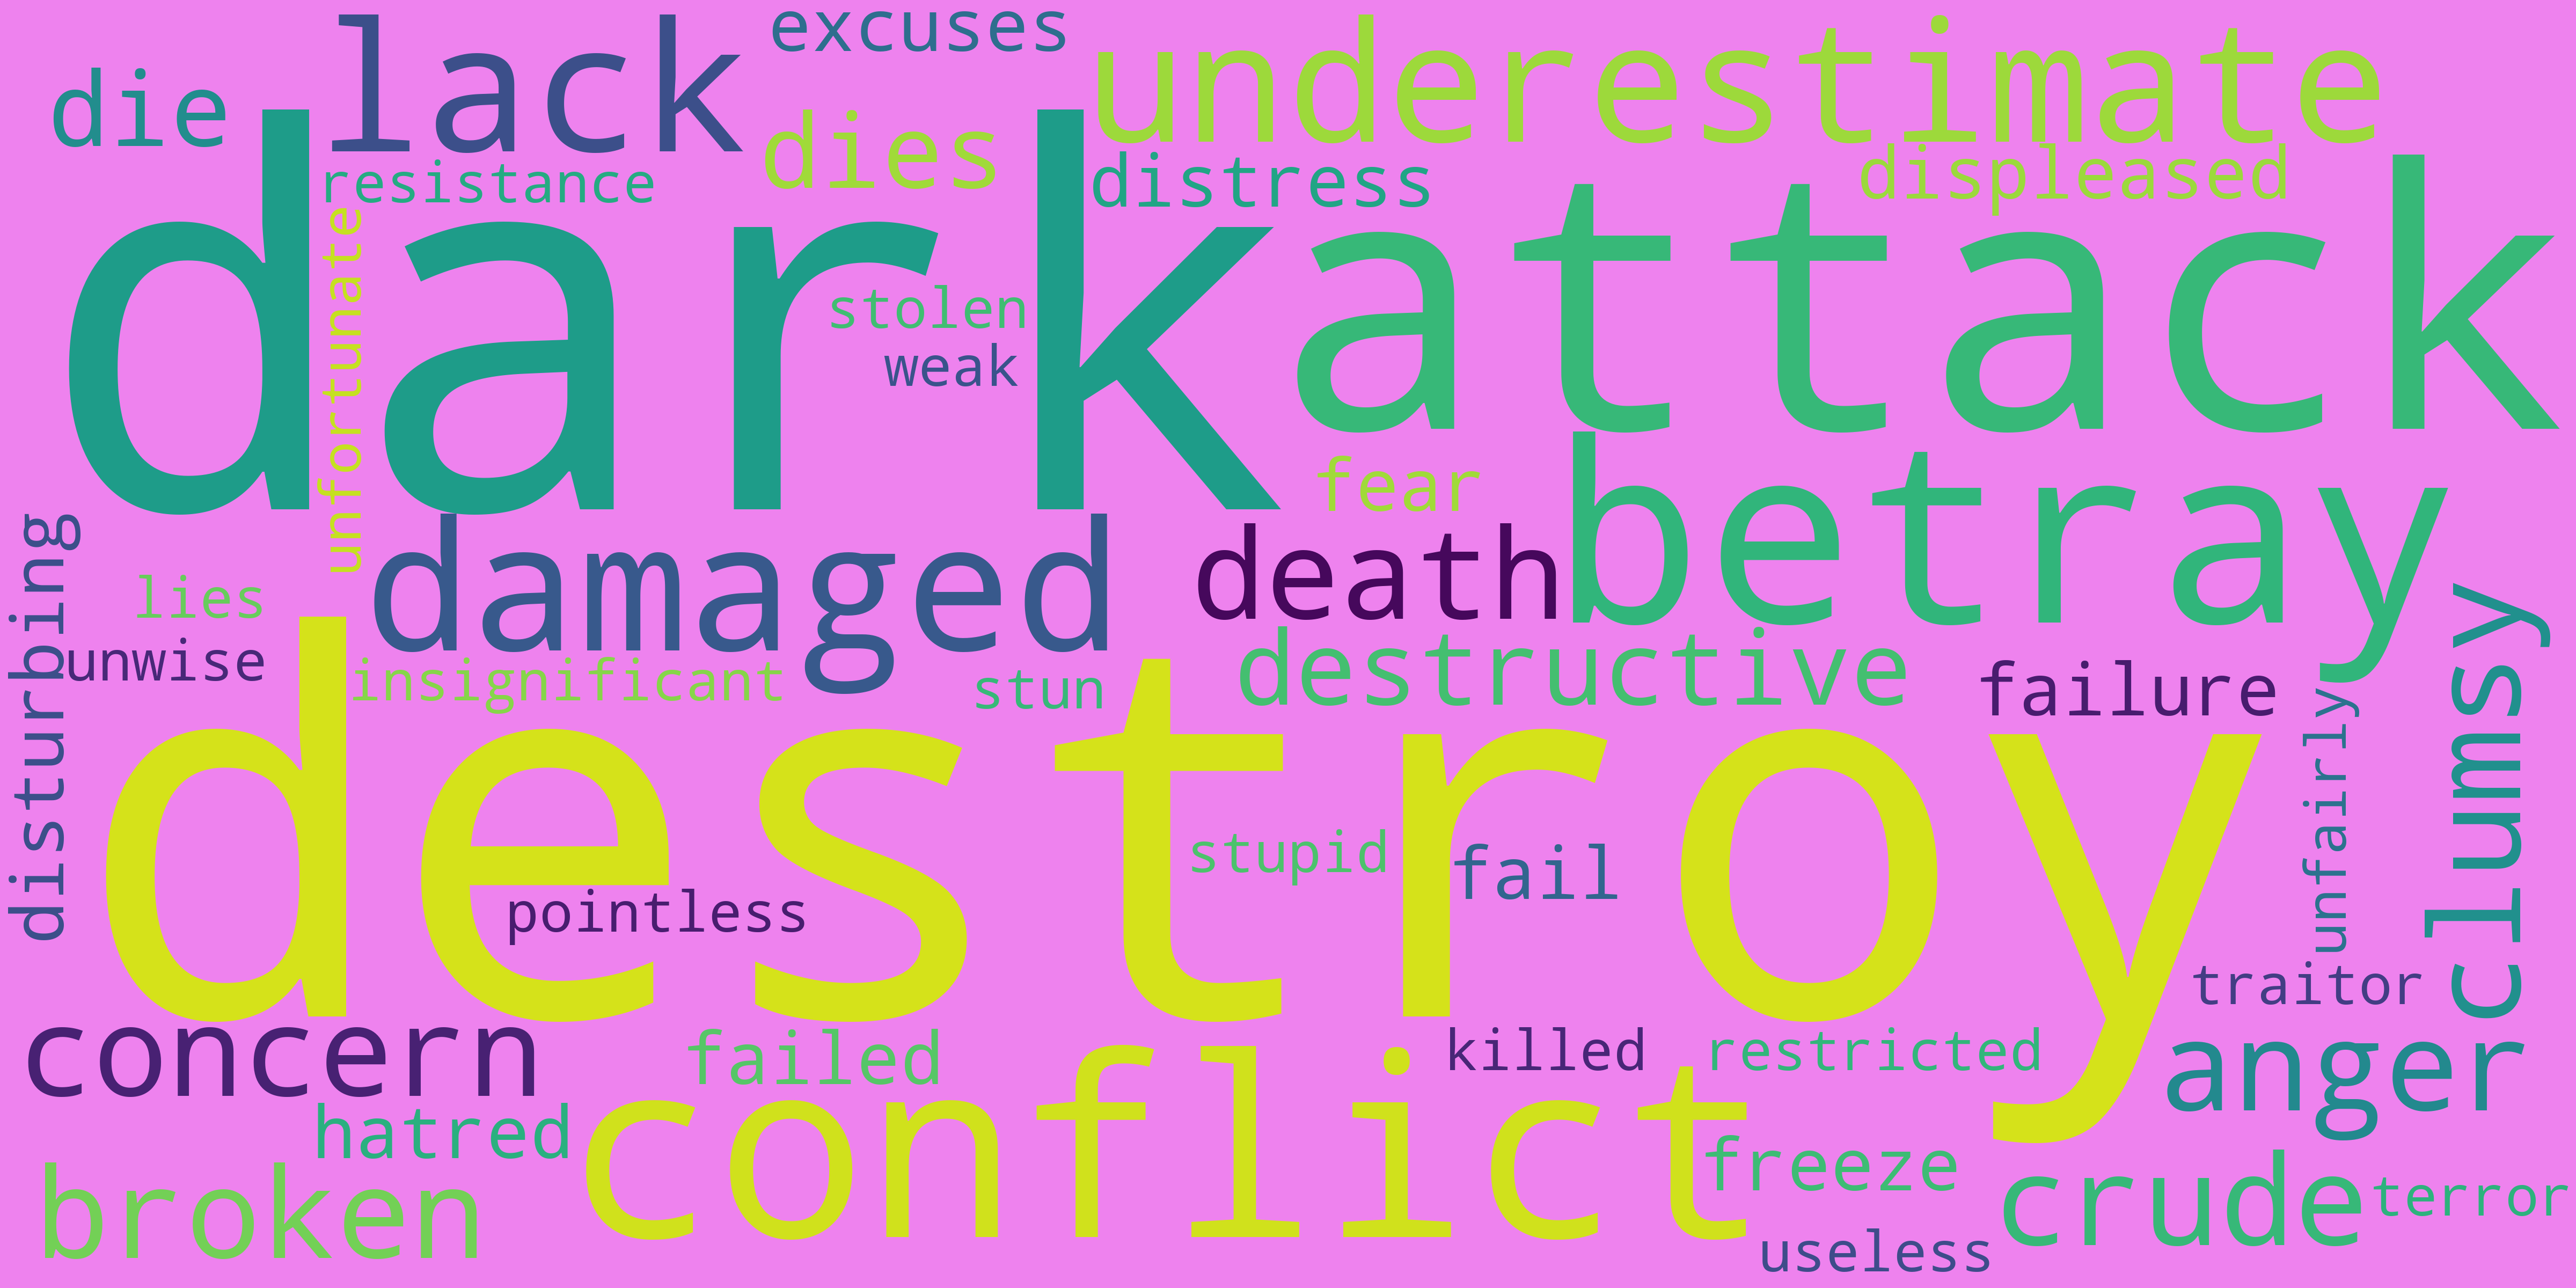 excuses
lack
underestimate
die
dies
resistance
distress
displeased
dark
attack
unfortunate
stolen
weak
fear
betray
damaged
death
disturbing
lies
unwise
insignificant
stun
destructive
failure
clumsy
destroy
unfairly
stupid
fail
pointless
traitor
concern
failed
killed
restricted
anger
hatred
conflict
freeze
broken
crude
terror
useless